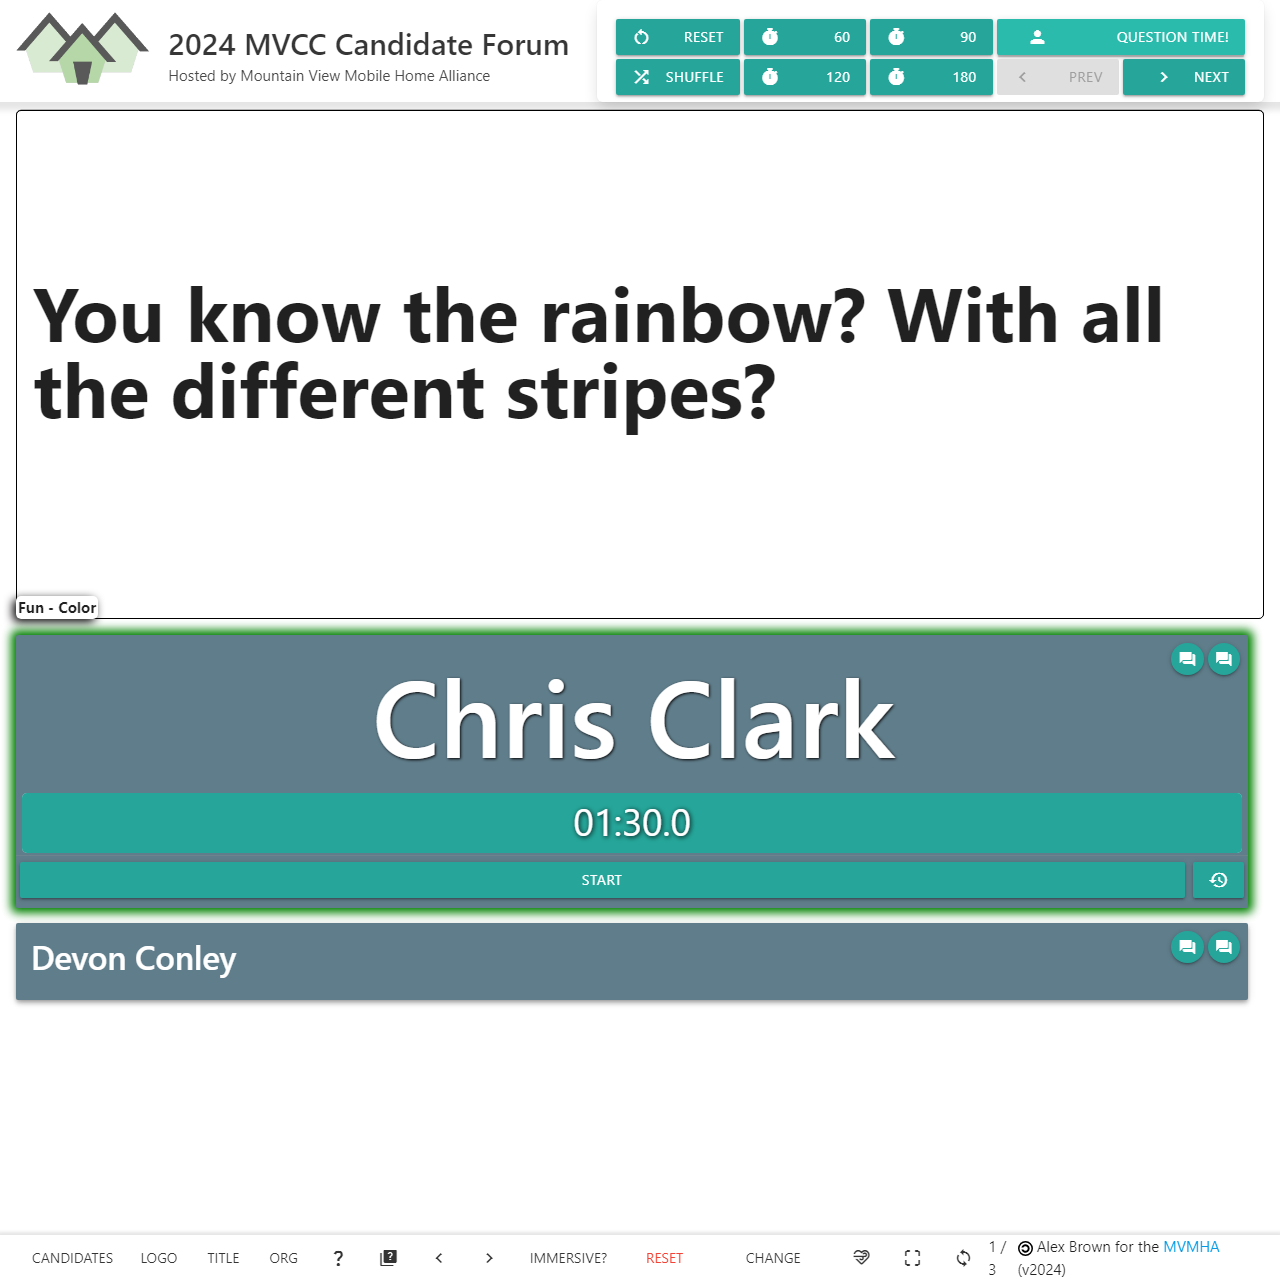 2024 MVCC Candidate Forum
Hosted by Mountain View Mobile Home Alliance
RESET 60 90 QUESTION TIME!
SHUFFLE 120 180 PREV NEXT
You know the rainbow? With all
the different stripes?
Fun - Color
Chris Clark
01:30.0
START
Devon Conley
CANDIDATES LOGO TITLE ORG ? IMMERSIVE? RESET CHANGE 1 / 3 Alex Brown for the MVMHA
(v2024)